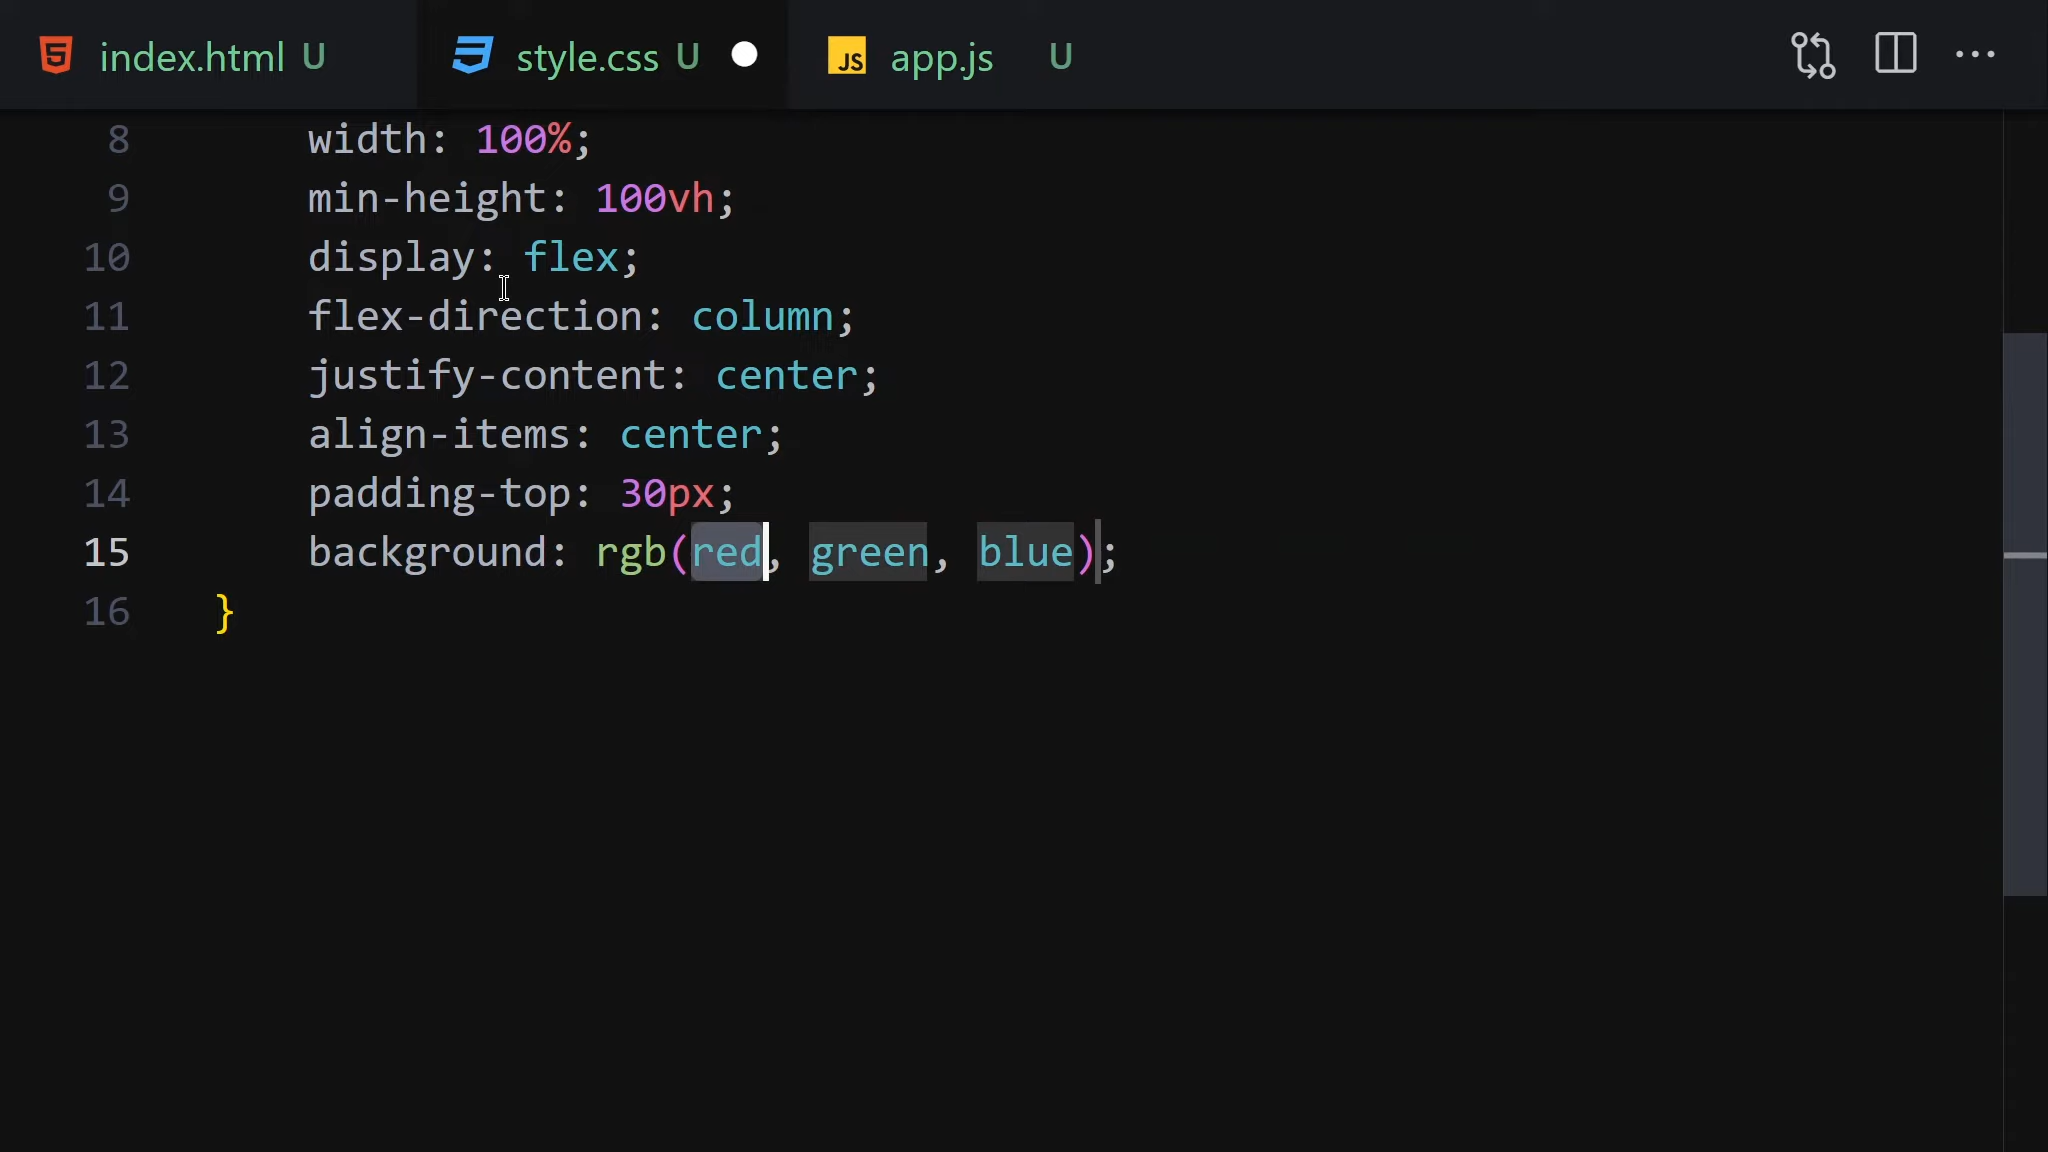 index.html U style.css U JS app.js U
8 width: 100%;
9 min-height: 100vh;
10 display: flex;
11 flex-direction: column;
12 justify-content: center;
13 align-items: center;
14 padding-top: 30px;
15 background: rgb(red, green, blue);
16 }